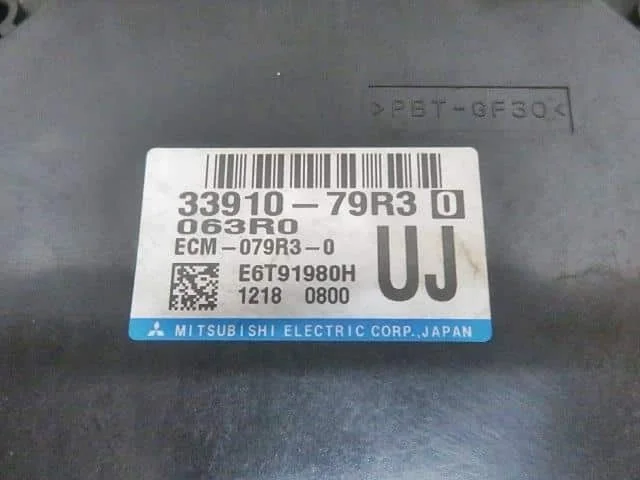 >PBT-GF30<
33910-79R3 0
063R0
ECM-079R3-0
E6T91980H
UJ
1218 0800
MITSUBISHI ELECTRIC CORP., JAPAN